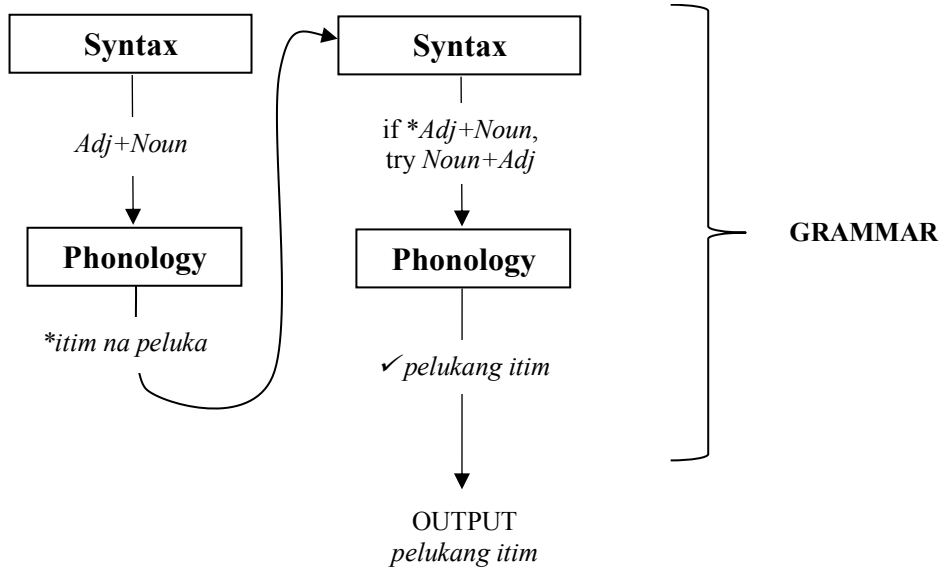 Syntax
Adj+Noun
Phonology
*itim na peluka
Syntax
if *Adj+Noun,
try Noun+Adj
Phonology
✓ pelukang itim
OUTPUT
pelukang itim
GRAMMAR